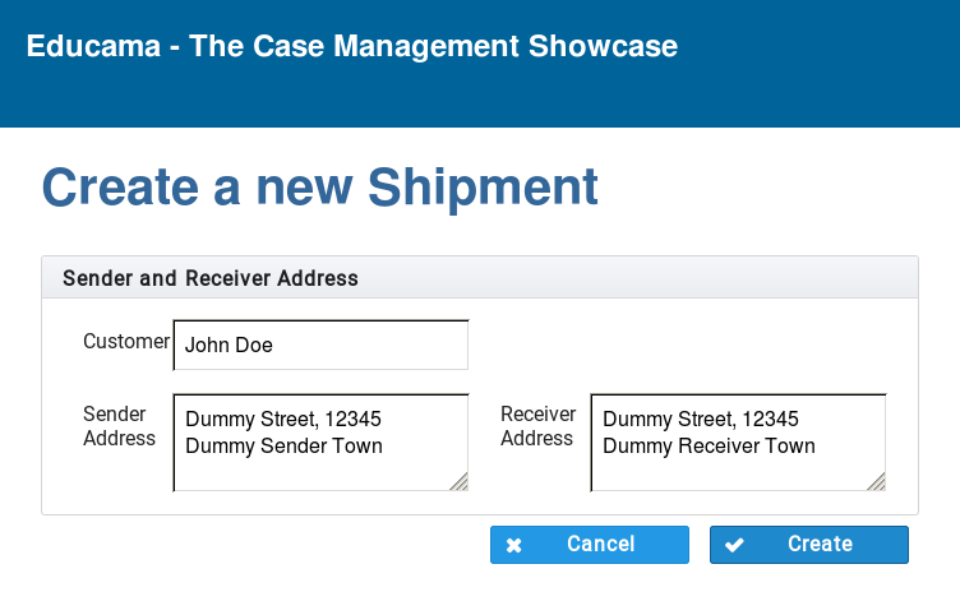 Educama - The Case Management Showcase
Create a new Shipment
Sender and Receiver Address
Customer
John Doe
Sender
Address
Dummy Street, 12345
Dummy Sender Town
Receiver
Address
Dummy Street, 12345
Dummy Receiver Town
Cancel
Create